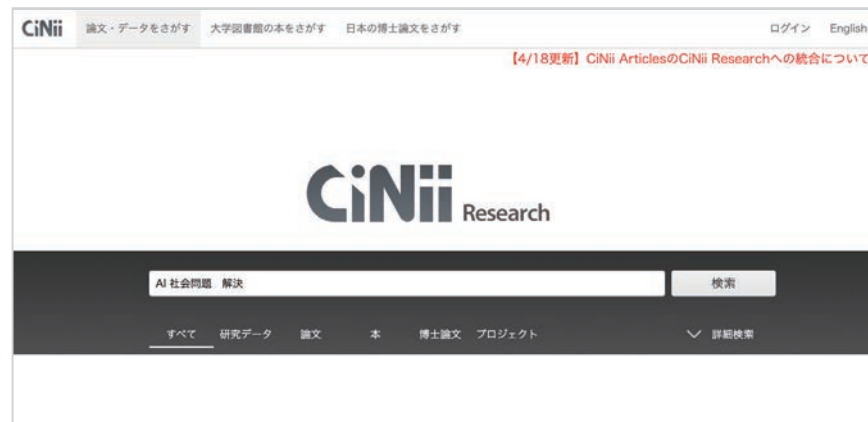 CiNii 論文・データをさがす 大学図書館の本をさがす 日本の博士論文をさがす ログイン English
【4/18更新】CiNii ArticlesのCiNii Researchへの統合について
CiNii Research
AI 社会問題 解決 検索
すべて 研究データ 論文 本 博士論文 プロジェクト 詳細検索